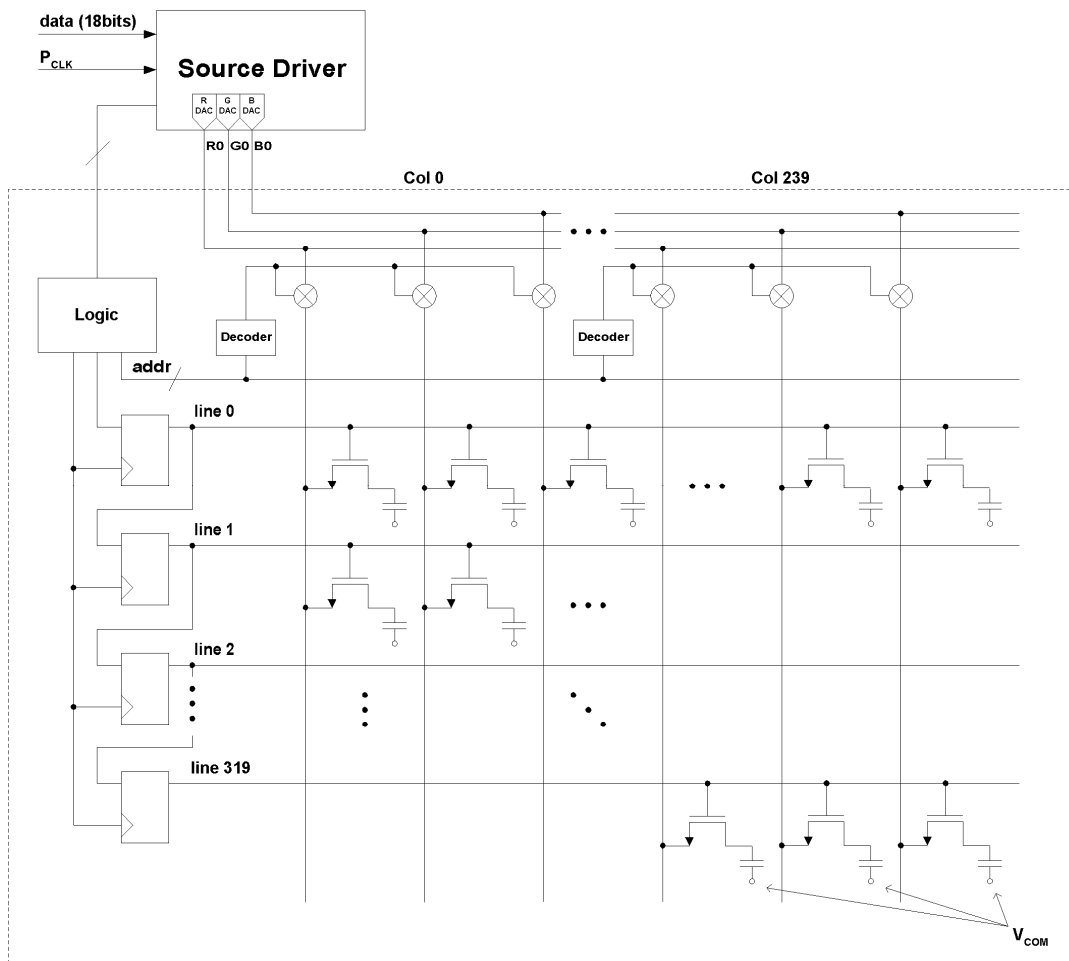 data (18bits)
PCLK
Source Driver
R DAC
G DAC
B DAC
R0 G0 B0
Col 0
Col 239
Logic
Decoder
Decoder
addr
line 0
line 1
line 2
line 319
VCOM